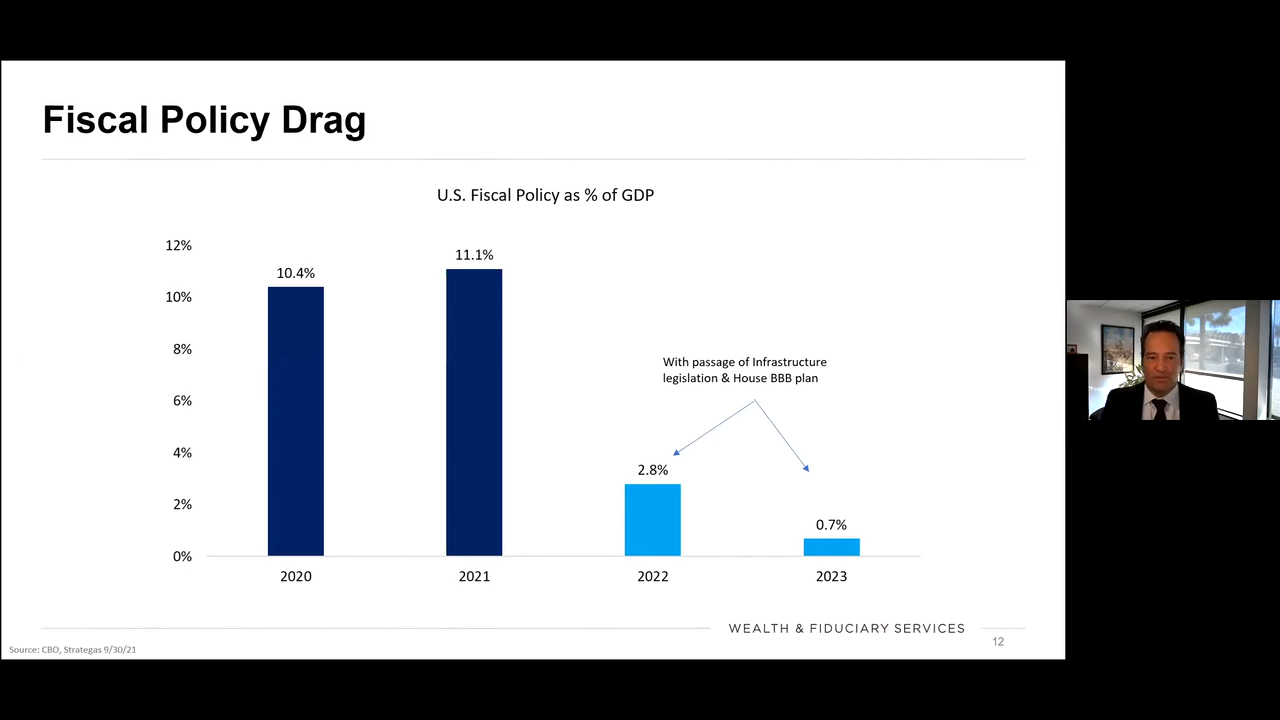 Fiscal Policy Drag
U.S. Fiscal Policy as % of GDP
12%
10%
8%
6%
4%
2%
0%
10.4%
11.1%
With passage of Infrastructure
legislation & House BBB plan
2.8%
0.7%
2020
2021
2022
2023
WEALTH & FIDUCIARY SERVICES
12
Source: CBO, Strategas 9/30/21